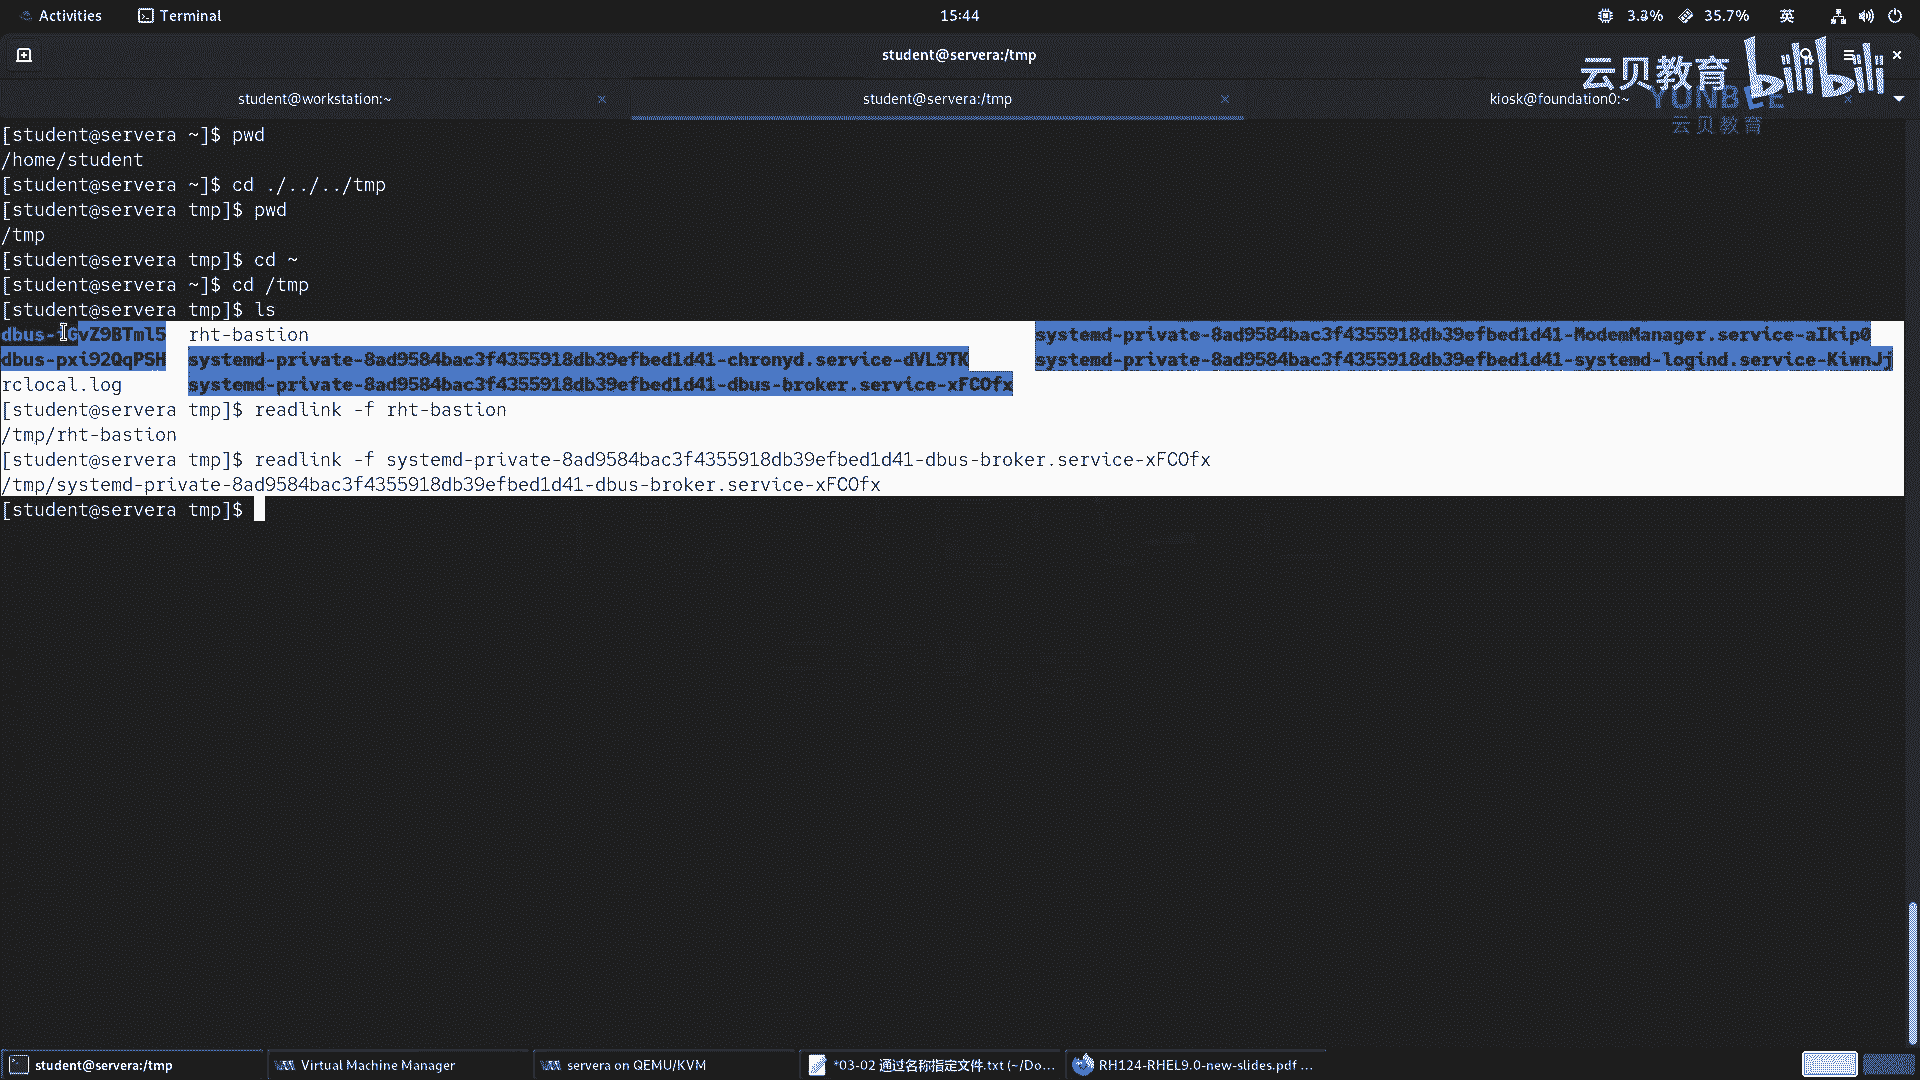 Activities Terminal 15:44 3.3% 35.7% 英
student@servera:/tmp
云贝教育 bilibili
student@workstation:~ × student@servera:/tmp × kiosk@foundation0:~ ×
YUNBEE
云贝教育
[student@servera ~]$ pwd
/home/student
[student@servera ~]$ cd ./../../tmp
[student@servera tmp]$ pwd
/tmp
[student@servera tmp]$ cd ~
[student@servera ~]$ cd /tmp
[student@servera tmp]$ ls
rht-bastion systemd-private-8ad9584bac3f4355918db39efbed1d41-ModemManager.service-aIkip0
dbus-pxi92QqPSH systemd-private-8ad9584bac3f4355918db39efbed1d41-chronyd.service-dVL9TK systemd-private-8ad9584bac3f4355918db39efbed1d41-systemd-logind.service-KiwnJj
rclocal.log systemd-private-8ad9584bac3f4355918db39efbed1d41-dbus-broker.service-xFCOfx
[student@servera tmp]$ readlink -f rht-bastion
/tmp/rht-bastion
[student@servera tmp]$ readlink -f systemd-private-8ad9584bac3f4355918db39efbed1d41-dbus-broker.service-xFCOfx
/tmp/systemd-private-8ad9584bac3f4355918db39efbed1d41-dbus-broker.service-xFCOfx
[student@servera tmp]$
student@servera:/tmp Virtual Machine Manager servera on QEMU/KVM *03-02 通过名称指定文件.txt (~/Do... RH124-RHEL9.0-new-slides.pdf ...